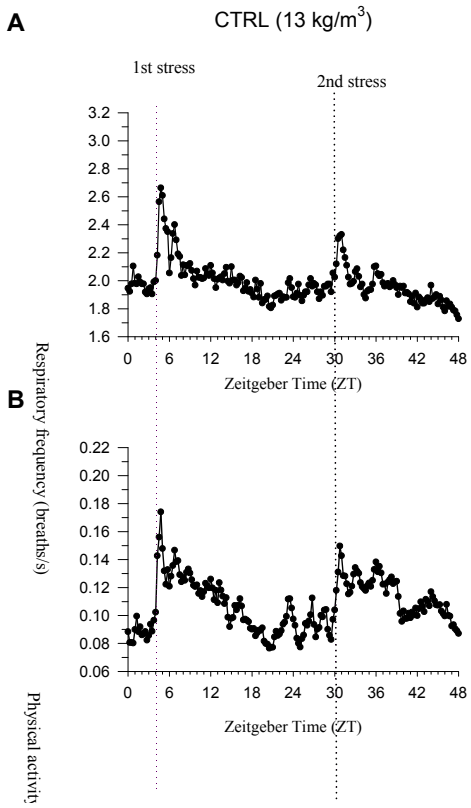 A
CTRL (13 kg/m³)
1st stress
2nd stress
3.2
3.0
2.8
2.6
2.4
2.2
2.0
1.8
1.6
0 6 12 18 24 30 36 42 48
Zeitgeber Time (ZT)
Respiratory frequency (breaths/s)
B
0.22
0.20
0.18
0.16
0.14
0.12
0.10
0.08
0.06
0 6 12 18 24 30 36 42 48
Zeitgeber Time (ZT)
Physical activity